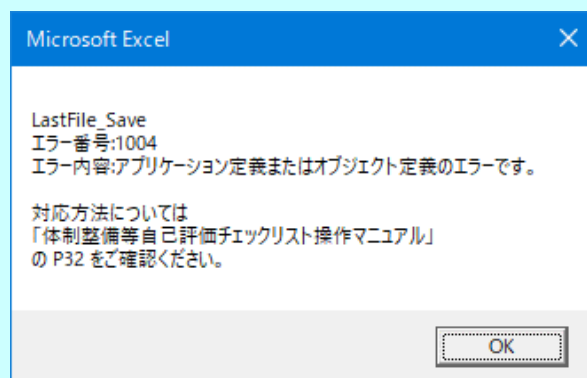 Microsoft Excel
LastFile_Save
エラー番号:1004
エラー内容:アプリケーション定義またはオブジェクト定義のエラーです。
対応方法については
「体制整備等自己評価チェックリスト操作マニュアル」
の P32 をご確認ください。
OK